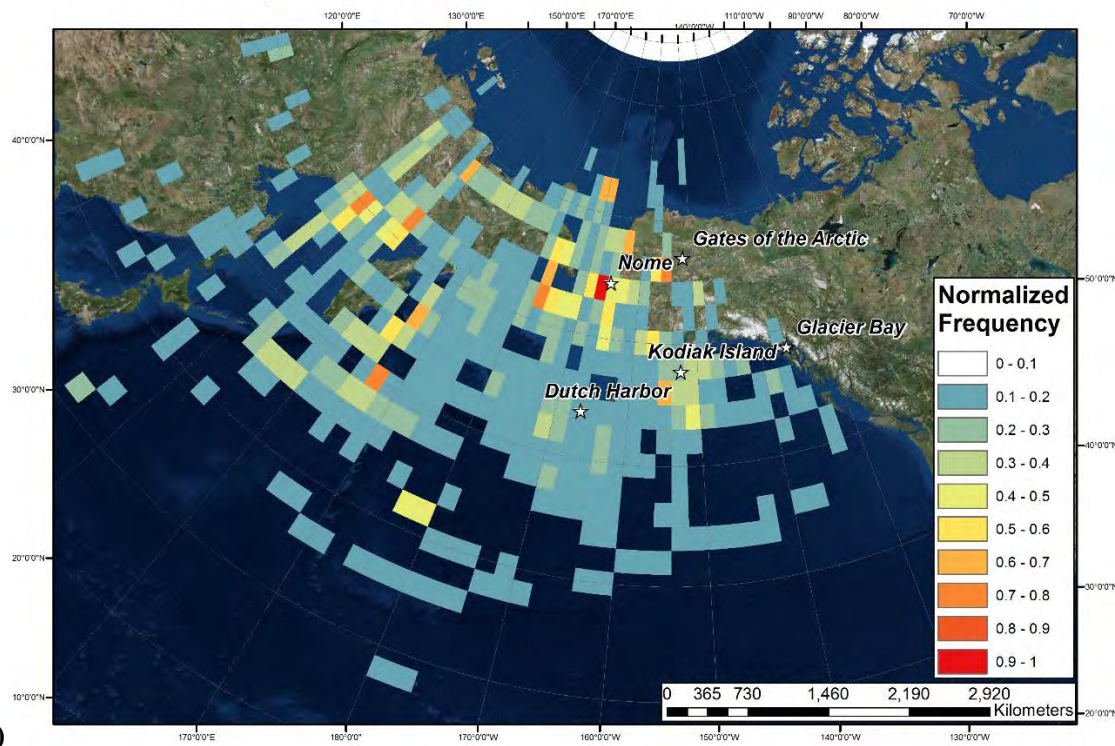 120°0'0"E 130°0'0"E 150°0'0"E 170°0'0"E 140°0'0"W 110°0'0"W 90°0'0"W 80°0'0"W 70°0'0"W
40°0'0"N
Gates of the Arctic
Nome
50°0'0"N
Normalized
Frequency
Glacier Bay
Kodiak Island
0 - 0.1
30°0'0"N
Dutch Harbor
0.1 - 0.2
0.2 - 0.3
40°0'0"N
0.3 - 0.4
0.4 - 0.5
0.5 - 0.6
20°0'0"N
0.6 - 0.7
30°0'0"N
0.7 - 0.8
0.8 - 0.9
0.9 - 1
0 365 730 1,460 2,190 2,920
Kilometers
10°0'0"N
20°0'0"N
170°0'0"E 180°0'0" 170°0'0"W 160°0'0"W 150°0'0"W 140°0'0"W 130°0'0"W
)